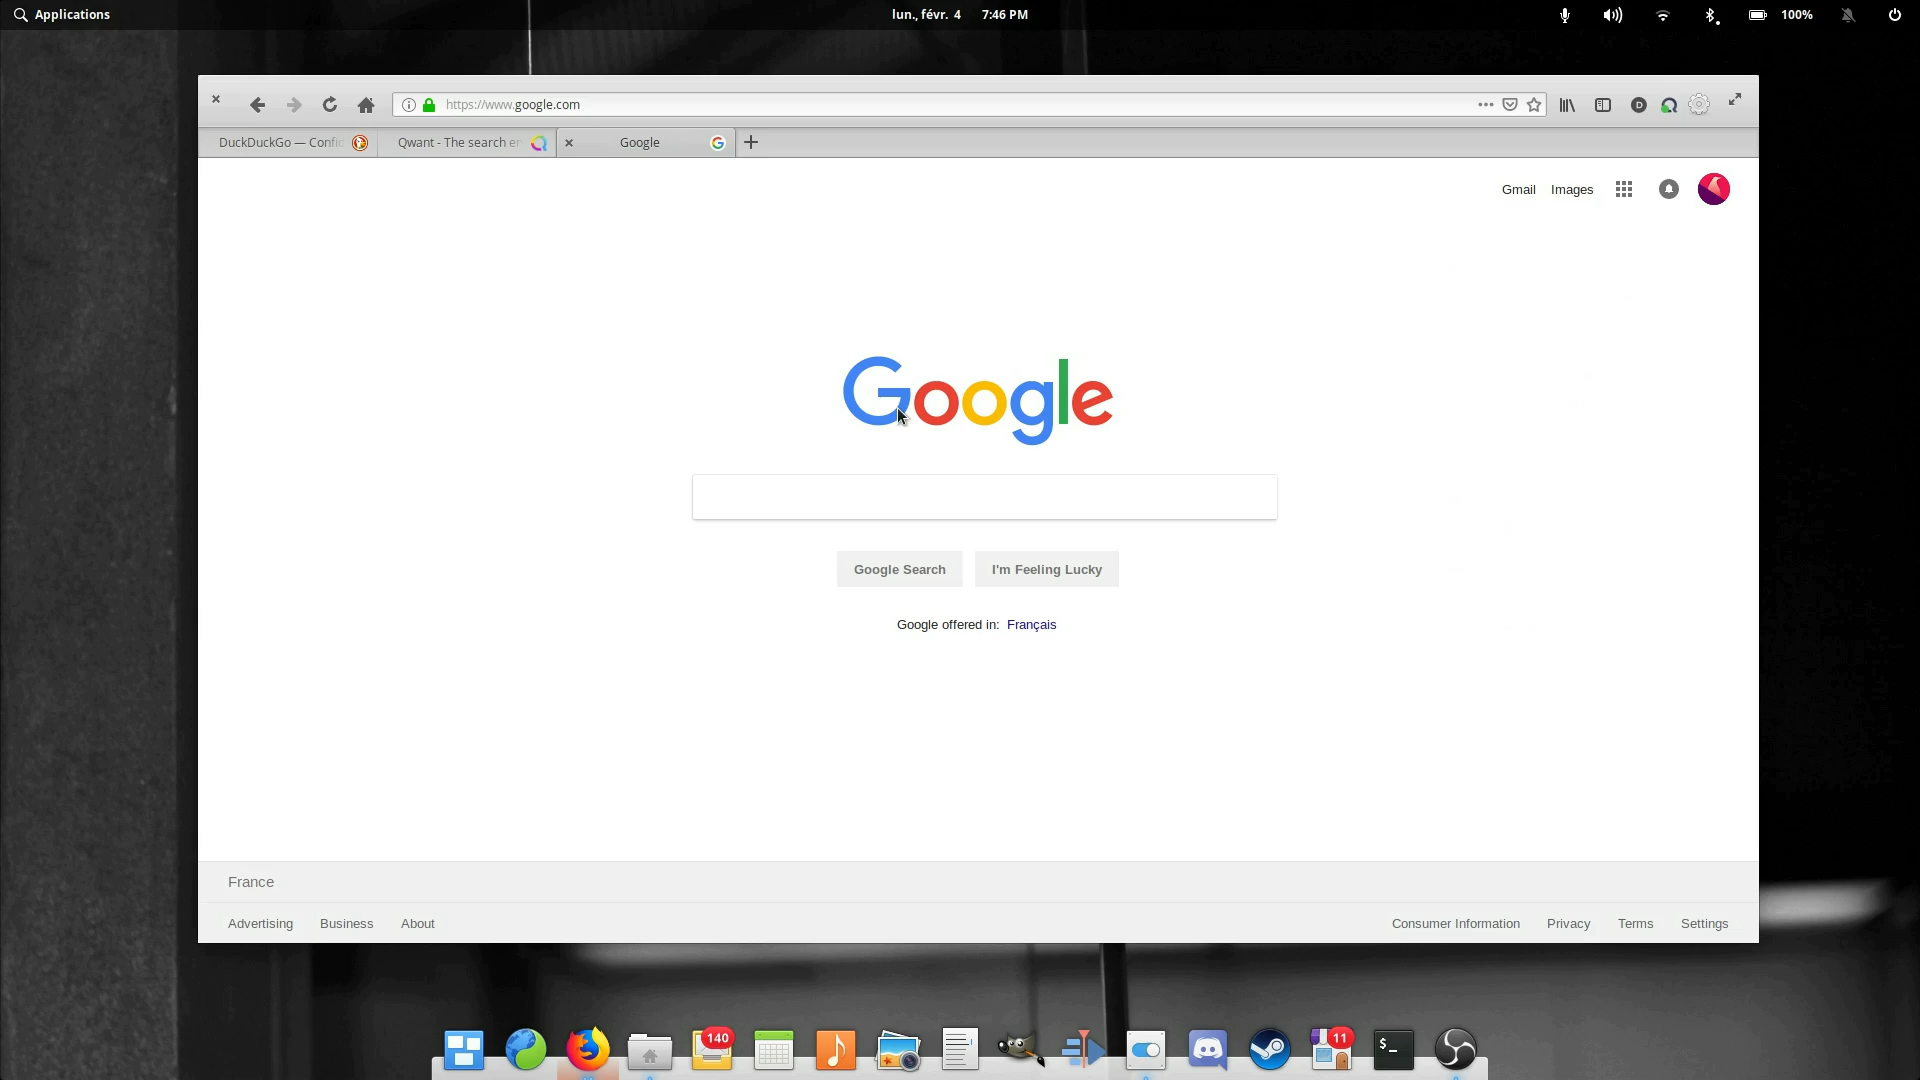 Applications
lun., févr. 4 7:46 PM
100%
https://www.google.com
DuckDuckGo — Confi
Qwant - The search e
Google
Gmail Images
Google
Google Search I'm Feeling Lucky
Google offered in: Français
France
Advertising Business About
Consumer Information Privacy Terms Settings
140
11
$_